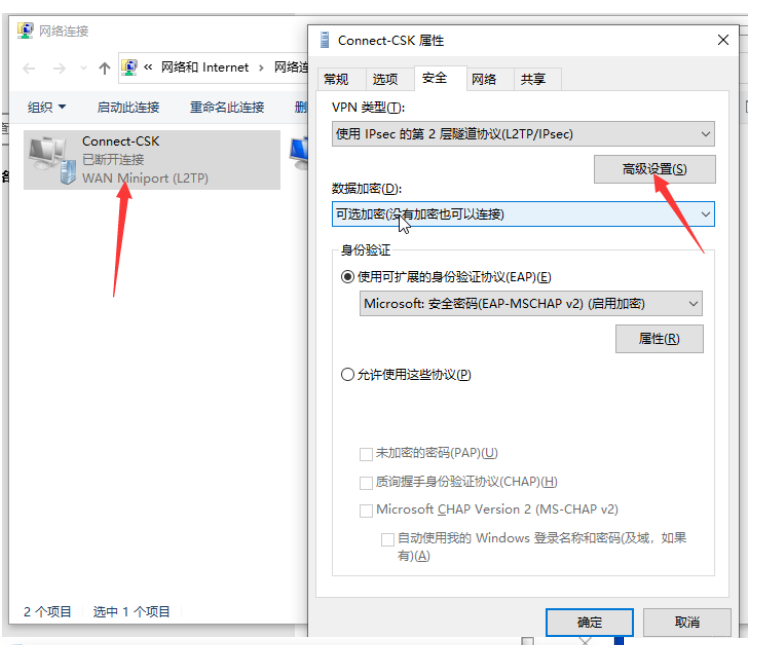 网络连接
« 网络和 Internet › 网络连
组织 启动此连接 重命名此连接 删
Connect-CSK
已断开连接
WAN Miniport (L2TP)
2 个项目 选中 1 个项目
Connect-CSK 属性
常规 选项 安全 网络 共享
VPN 类型(T):
使用 IPsec 的第 2 层隧道协议(L2TP/IPsec)
高级设置(S)
数据加密(D):
可选加密(没有加密也可以连接)
身份验证
使用可扩展的身份验证协议(EAP)(E)
Microsoft: 安全密码(EAP-MSCHAP v2) (启用加密)
属性(R)
允许使用这些协议(P)
未加密的密码(PAP)(U)
质询握手身份验证协议(CHAP)(H)
Microsoft CHAP Version 2 (MS-CHAP v2)
自动使用我的 Windows 登录名称和密码(及域，如果
有)(A)
确定 取消